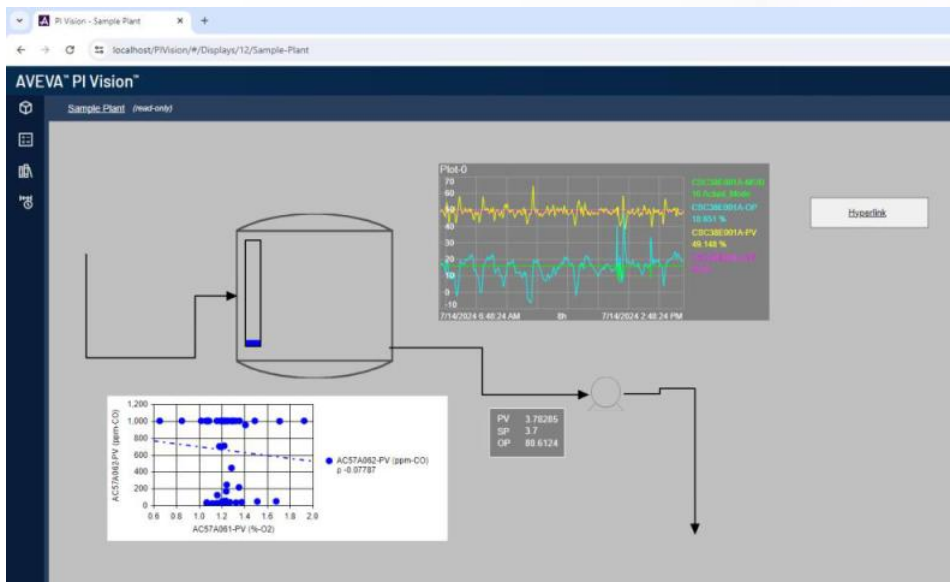 PI Vision - Sample Plant
localhost/PIVision/#/Displays/12/Sample-Plant
AVEVA™ PI Vision™
Sample Plant (read-only)
Plot-0
70
60
50
40
30
20
10
-0
-10
7/14/2024 6:48:24 AM 8h 7/14/2024 2:48:24 PM
CBC38E001A-OP
18.651 %
CBC38E001A-PV
49.148 %
Hyperlink
PV 3.78285
SP 3.7
OP 88.6124
1,200
1,000
800
600
400
200
0
AC57A062-PV (ppm-CO)
0.6 0.8 1.0 1.2 1.4 1.6 1.8 2.0
AC57A061-PV (%-O2)
AC57A062-PV (ppm-CO)
ρ -0.07787